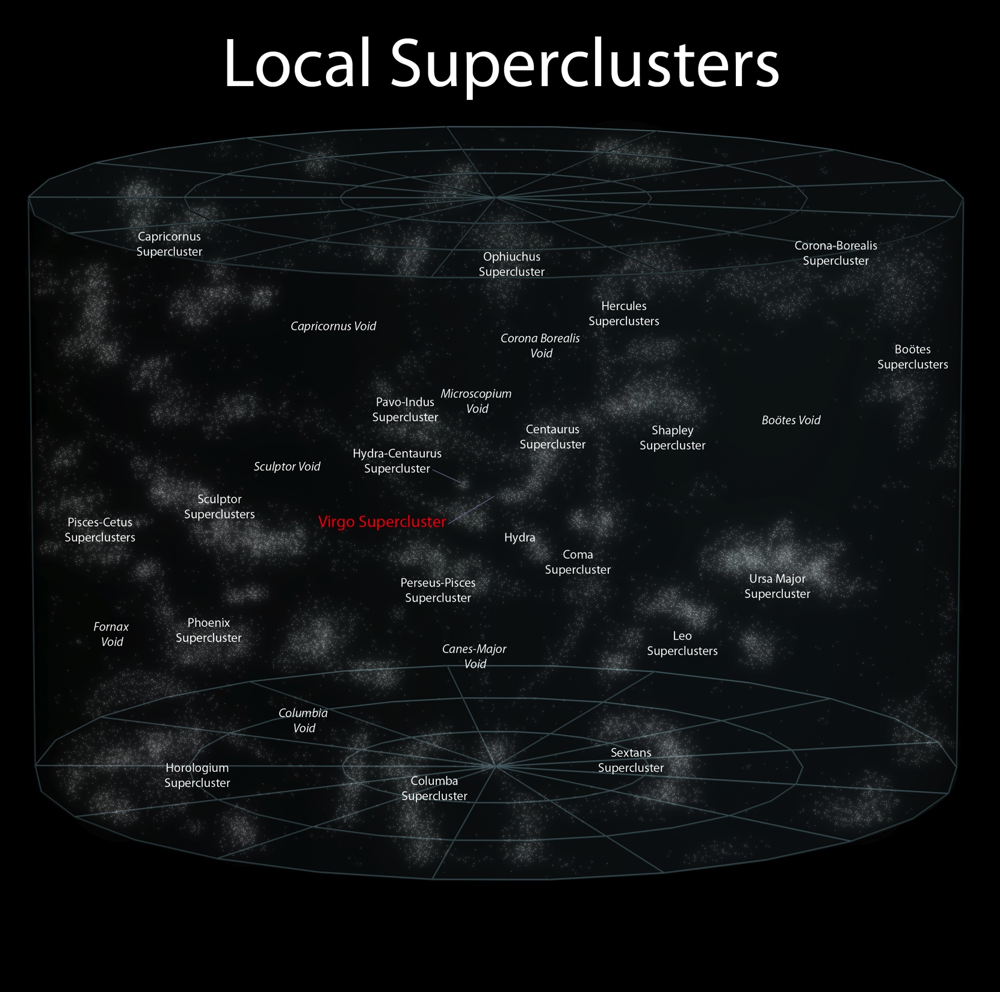 Local Superclusters
Capricornus
Supercluster
Ophiuchus
Supercluster
Corona-Borealis
Supercluster
Hercules
Superclusters
Capricornus Void
Corona Borealis
Void
Boötes
Superclusters
Pavo-Indus
Supercluster
Microscopium
Void
Boötes Void
Centaurus
Supercluster
Shapley
Supercluster
Hydra-Centaurus
Supercluster
Sculptor Void
Sculptor
Superclusters
Pisces-Cetus
Superclusters
Virgo Supercluster
Hydra
Coma
Supercluster
Perseus-Pisces
Supercluster
Ursa Major
Supercluster
Fornax
Void
Phoenix
Supercluster
Leo
Superclusters
Canes-Major
Void
Columbia
Void
Sextans
Supercluster
Horologium
Supercluster
Columba
Supercluster